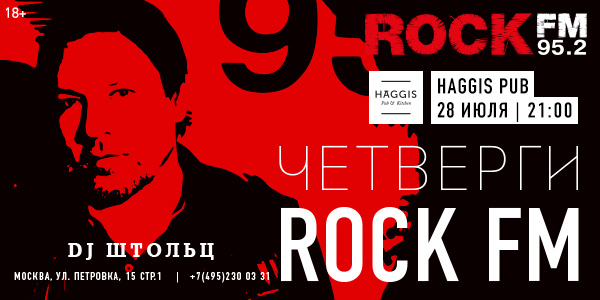 18+
95
ROCK FM
95.2
HAGGIS
Pub & Kitchen
HAGGIS PUB
28 ИЮЛЯ | 21:00
ЧЕТВЕРГИ
ROCK FM
DJ ШТОЛЬЦ
МОСКВА, УЛ. ПЕТРОВКА, 15 СТР.1 | +7(495)230 03 31